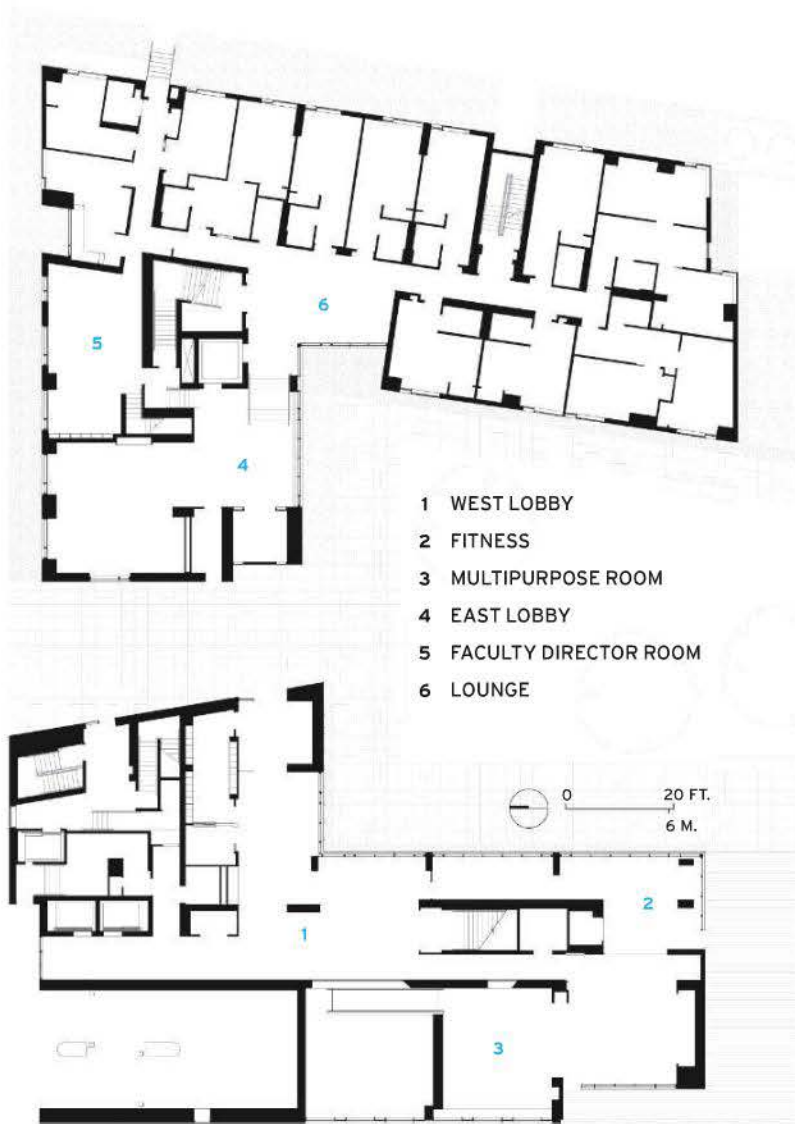 6
5
4
1 WEST LOBBY
2 FITNESS
3 MULTIPURPOSE ROOM
4 EAST LOBBY
5 FACULTY DIRECTOR ROOM
6 LOUNGE
0 20 FT.
6 M.
2
1
3